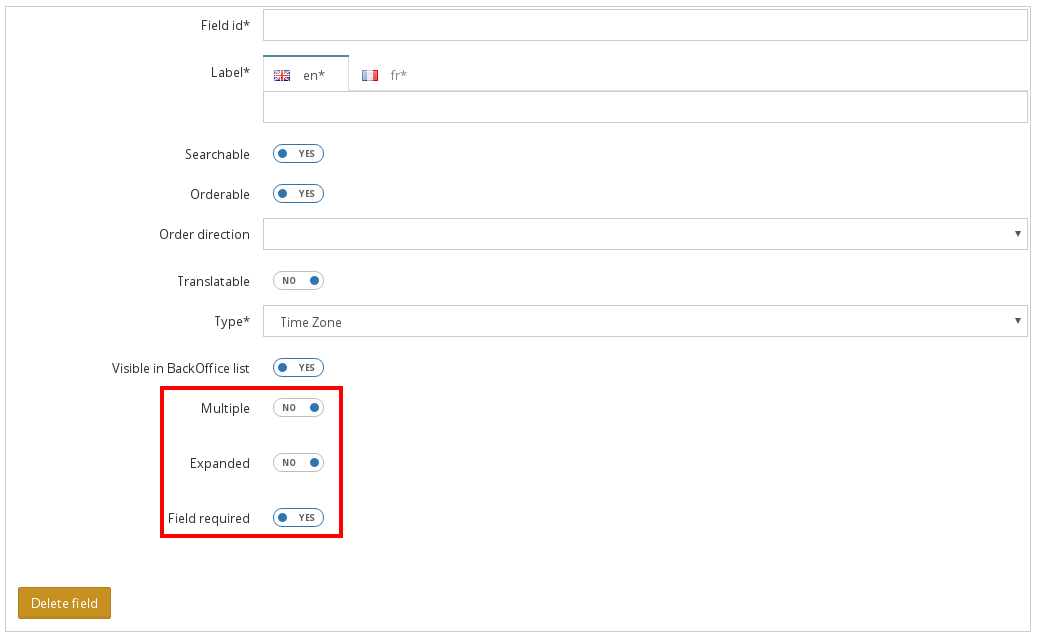 Field id*
Label*
en*
fr*
Searchable
YES
Orderable
YES
Order direction
Translatable
NO
Type*
Time Zone
Visible in BackOffice list
YES
Multiple
NO
Expanded
NO
Field required
YES
Delete field